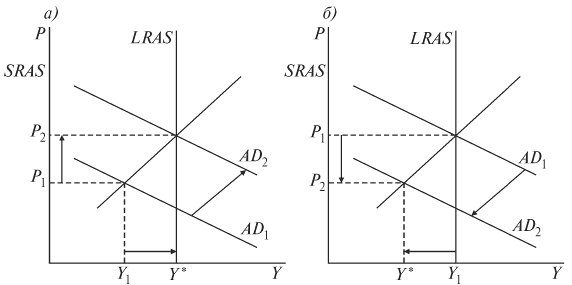 а)
P
LRAS
SRAS
P₂
P₁
AD₂
AD₁
Y₁
Y*
Y
б)
P
LRAS
SRAS
P₁
P₂
AD₁
AD₂
Y*
Y₁
Y